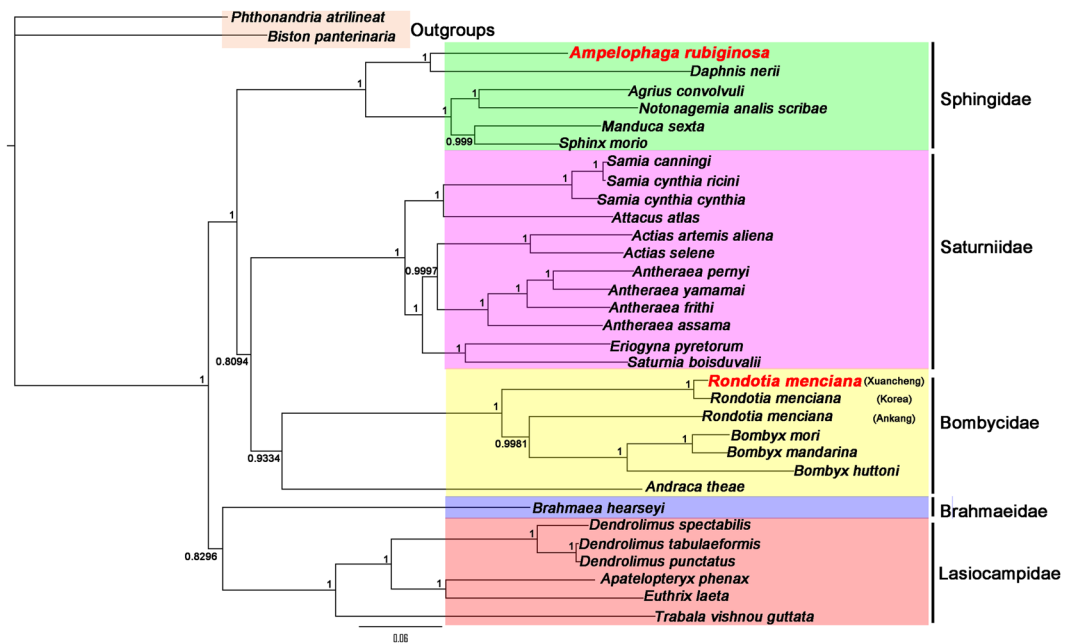 Phthonandria atrilineat
Biston panterinaria
Outgroups
Ampelophaga rubiginosa
Daphnis nerii
1
Agrius convolvuli
1
Notonagemia analis scribae
1
Manduca sexta
0.999
Sphinx morio
Sphingidae
1
Samia canningi
1
Samia cynthia ricini
1
Samia cynthia cynthia
1
Attacus atlas
1
Actias artemis aliena
1
Actias selene
0.9997
Antheraea pernyi
1
Antheraea yamamai
1
Antheraea frithi
1
Antheraea assama
1
Eriogyna pyretorum
1
Saturnia boisduvalii
Saturniidae
1
0.8094
1
Rondotia menciana (Xuancheng)
1
Rondotia menciana (Korea)
1
Rondotia menciana (Ankang)
0.9981
Bombyx mori
1
Bombyx mandarina
1
Bombyx huttoni
0.9334
Andraca theae
Bombycidae
Brahmaea hearseyi
Brahmaeidae
0.8296
Dendrolimus spectabilis
1
Dendrolimus tabulaeformis
1
Dendrolimus punctatus
1
Apatelopteryx phenax
1
Euthrix laeta
1
Trabala vishnou guttata
Lasiocampidae
0.06